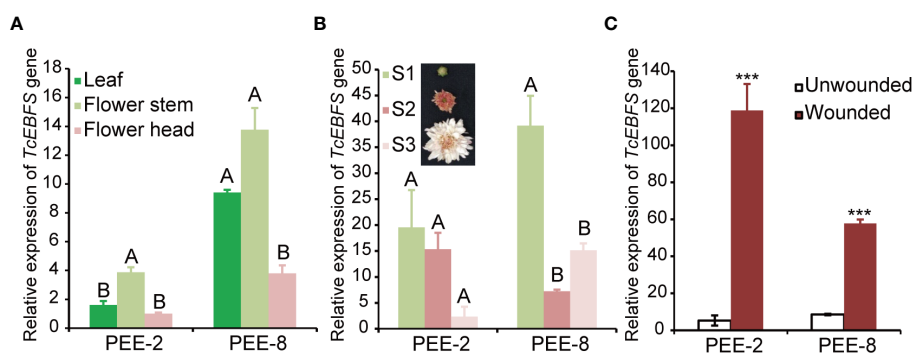 A
Relative expression of TcEBFS gene
18
16
14
12
10
8
6
4
2
0
Leaf
Flower stem
Flower head
B
A
B
A
A
B
PEE-2
PEE-8
B
Relative expression of TcEBFS gene
50
45
40
35
30
25
20
15
10
5
0
S1
S2
S3
A
A
A
A
B
B
PEE-2
PEE-8
C
Relative expression of TcEBFS gene
140
120
100
80
60
40
20
0
Unwounded
Wounded
***
***
PEE-2
PEE-8